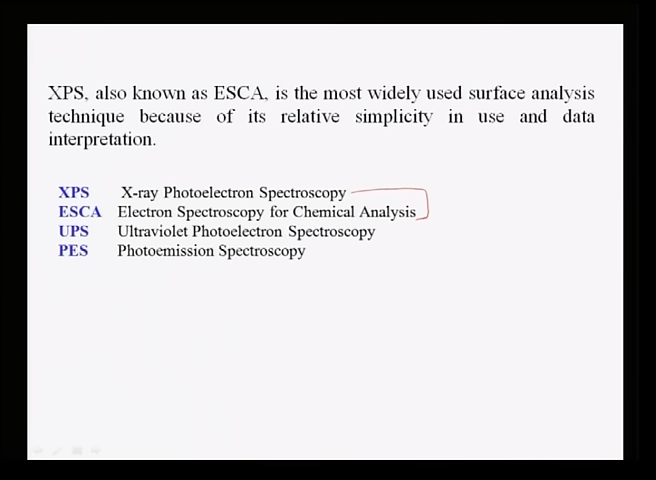 XPS, also known as ESCA, is the most widely used surface analysis
technique because of its relative simplicity in use and data
interpretation.
XPS X-ray Photoelectron Spectroscopy
ESCA Electron Spectroscopy for Chemical Analysis
UPS Ultraviolet Photoelectron Spectroscopy
PES Photoemission Spectroscopy